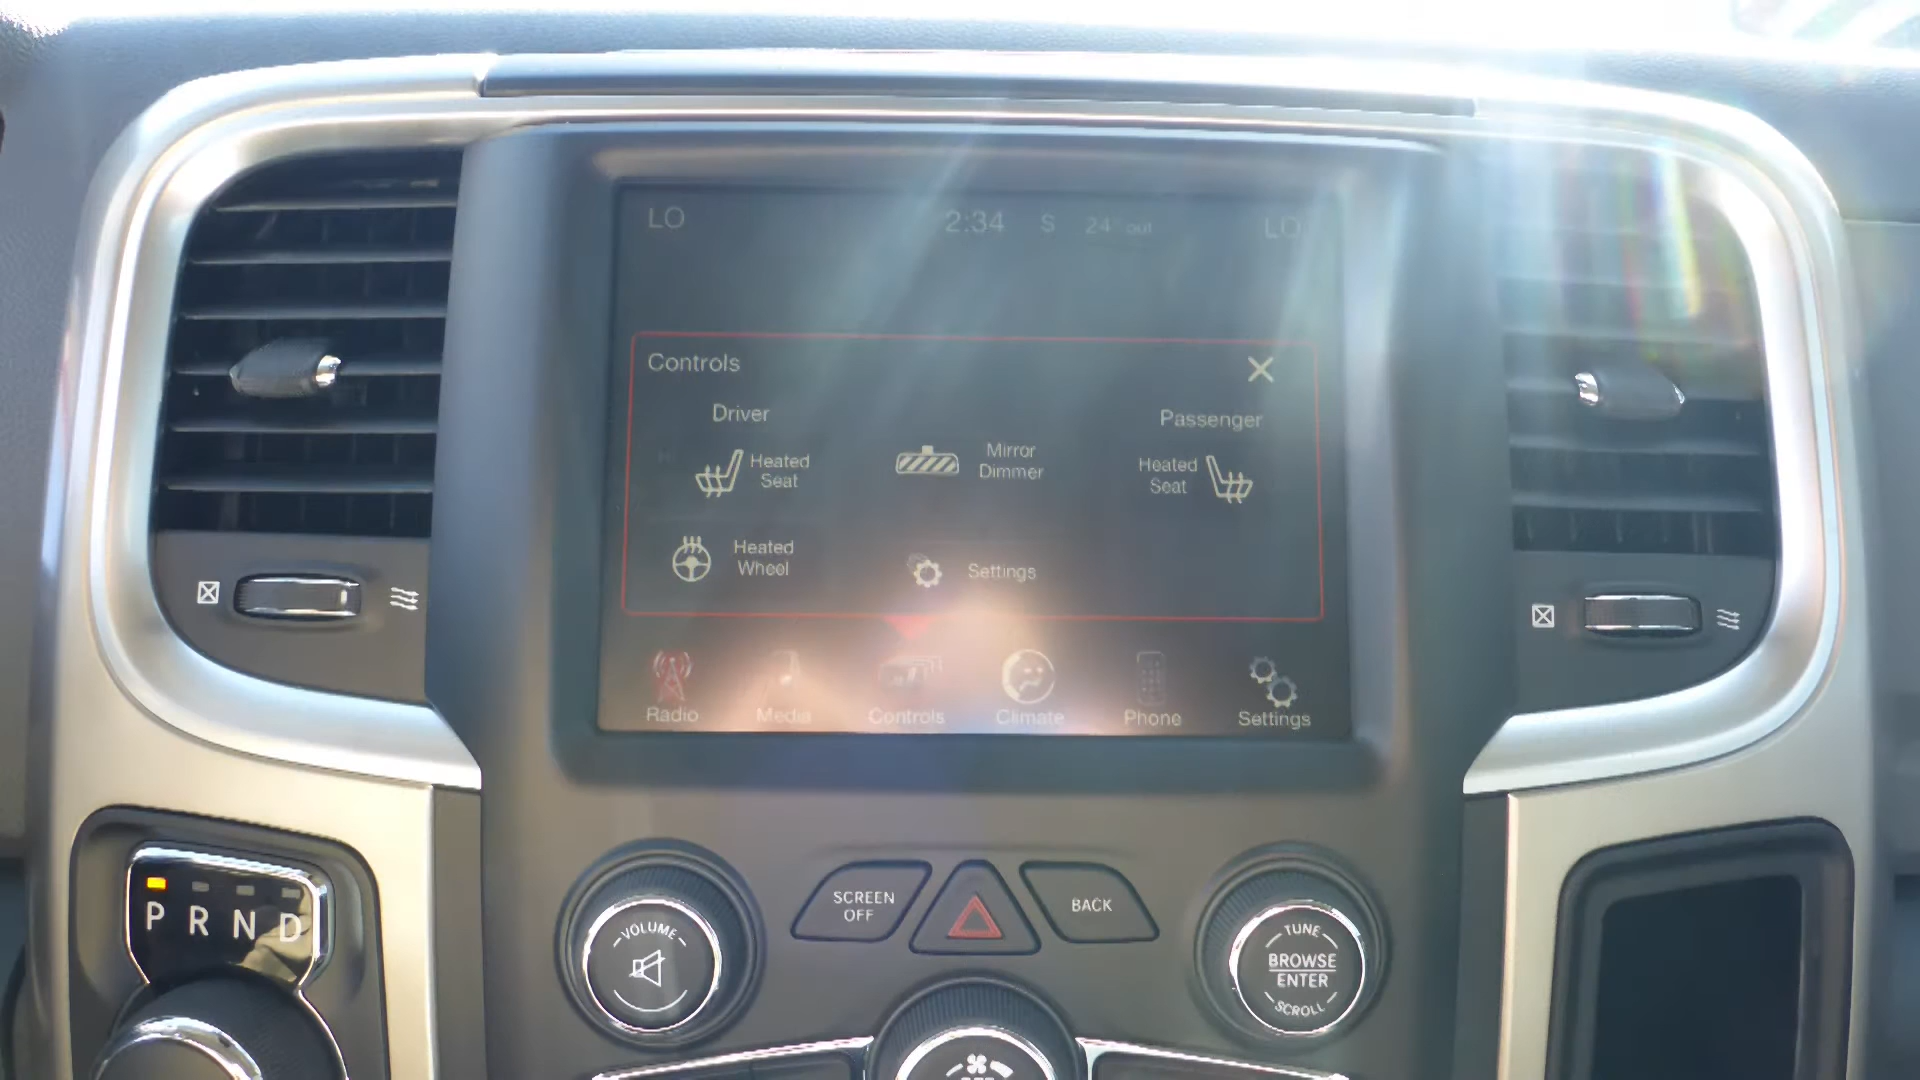 LO 2:34 S 24° out LO
Controls
Driver
Passenger
Heated
Seat
Mirror
Dimmer
Heated
Seat
Heated
Wheel
Settings
Radio Media Controls Climate Phone Settings
P R N D
VOLUME
SCREEN
OFF
BACK
TUNE
BROWSE
ENTER
SCROLL